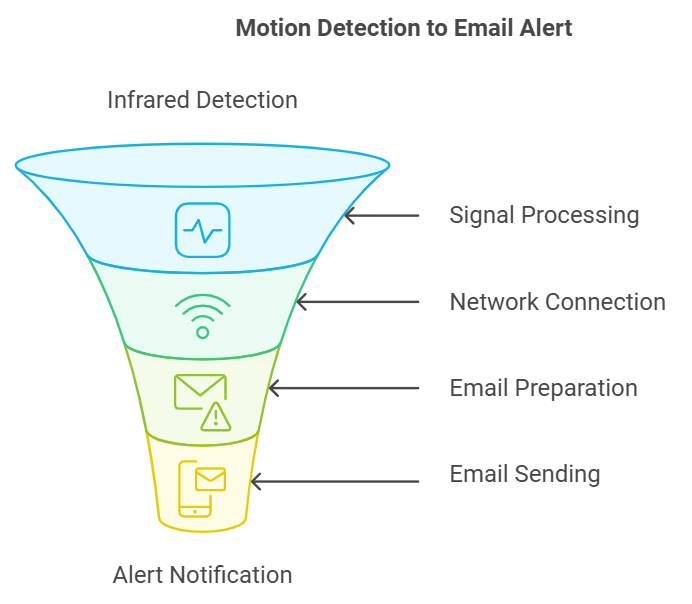 Motion Detection to Email Alert
Infrared Detection
Signal Processing
Network Connection
Email Preparation
Email Sending
Alert Notification